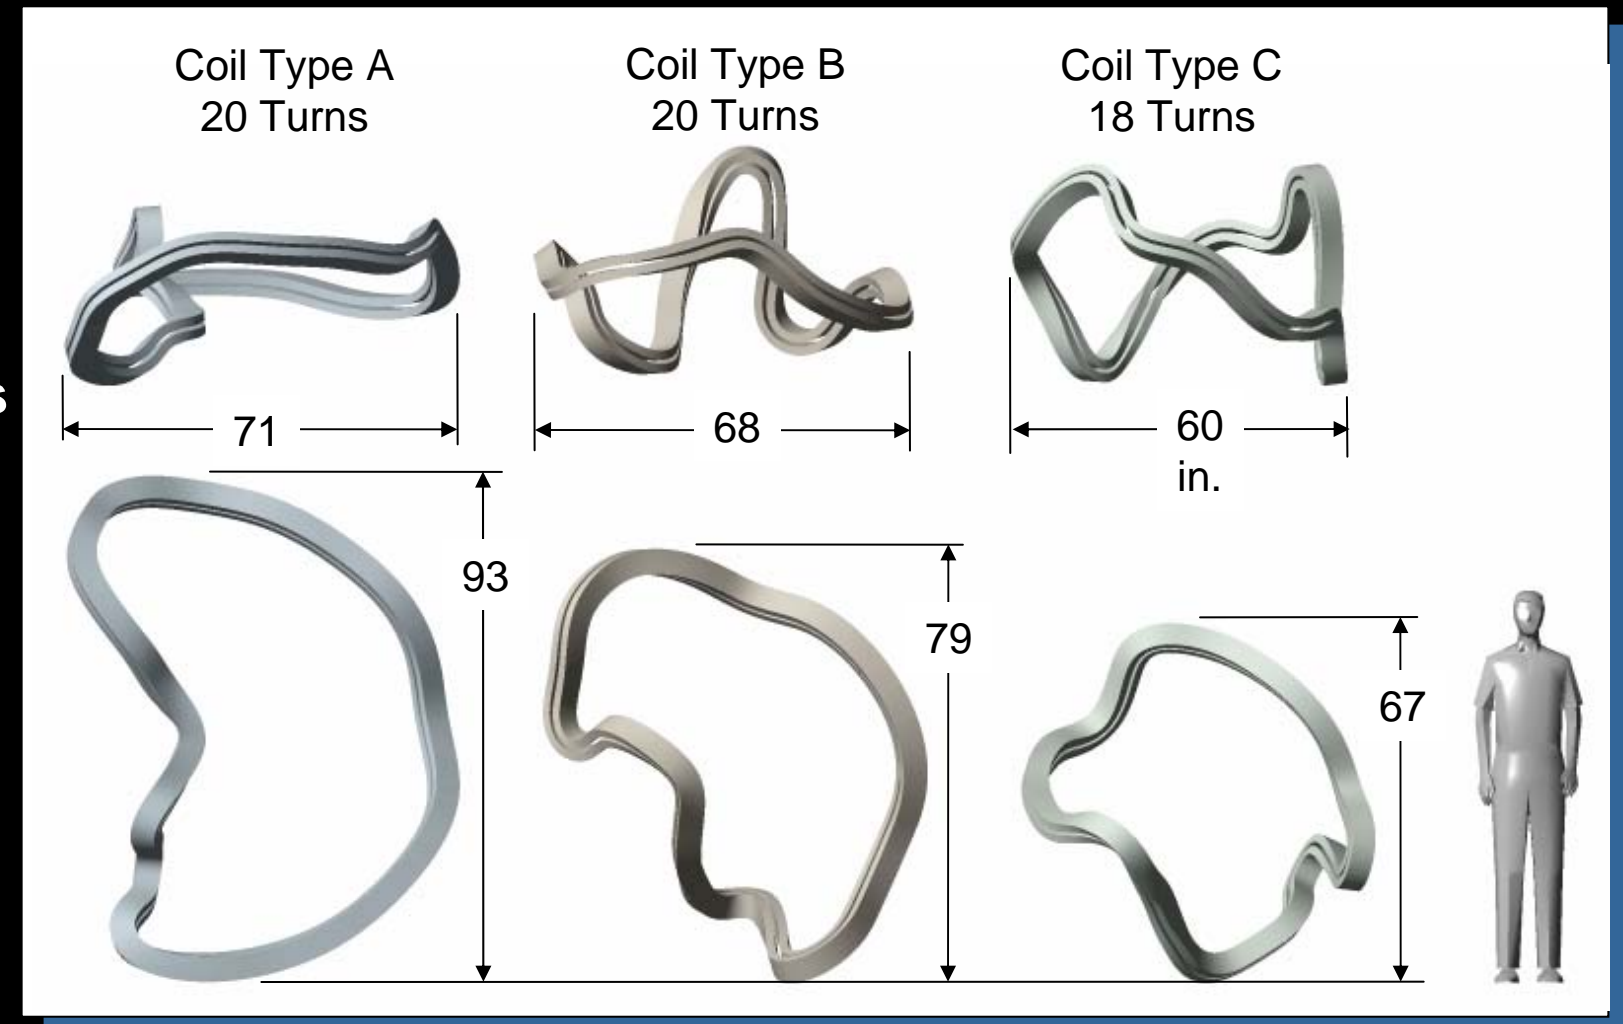 Coil Type A
20 Turns
Coil Type B
20 Turns
Coil Type C
18 Turns
s
71
68
60
in.
93
79
67